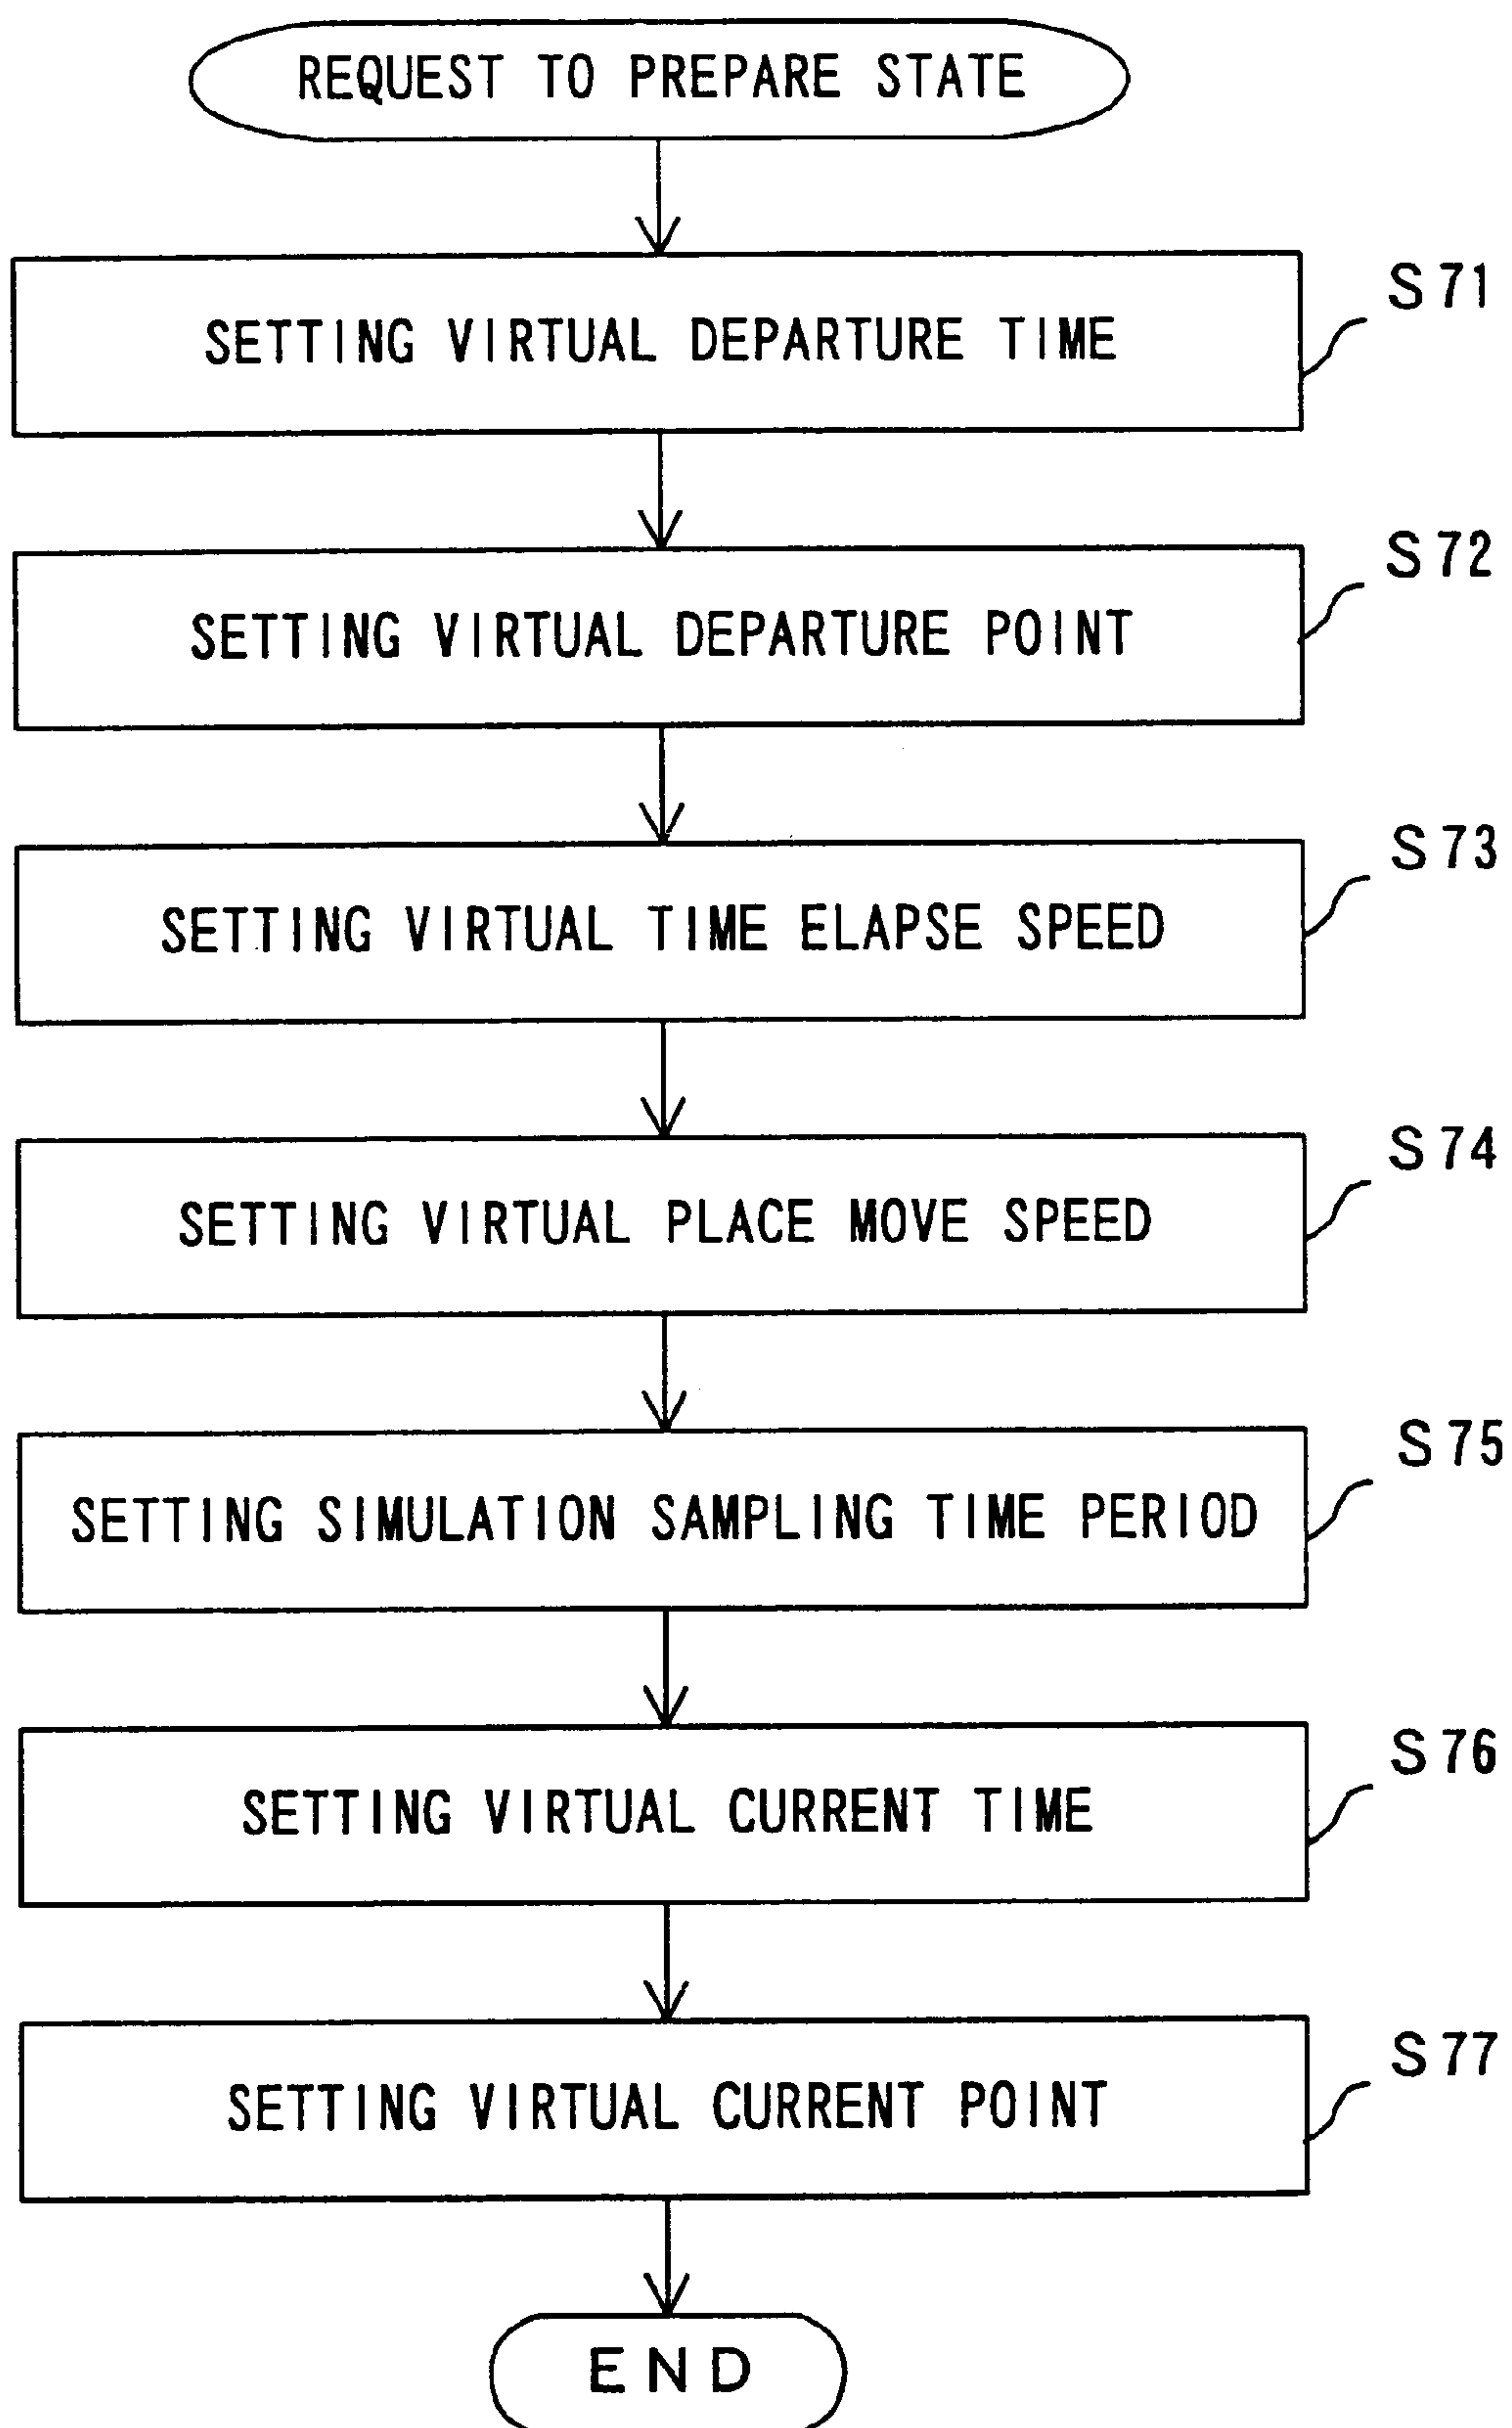 REQUEST TO PREPARE STATE
SETTING VIRTUAL DEPARTURE TIME
S71
SETTING VIRTUAL DEPARTURE POINT
S72
SETTING VIRTUAL TIME ELAPSE SPEED
S73
SETTING VIRTUAL PLACE MOVE SPEED
S74
SETTING SIMULATION SAMPLING TIME PERIOD
S75
SETTING VIRTUAL CURRENT TIME
S76
SETTING VIRTUAL CURRENT POINT
S77
END